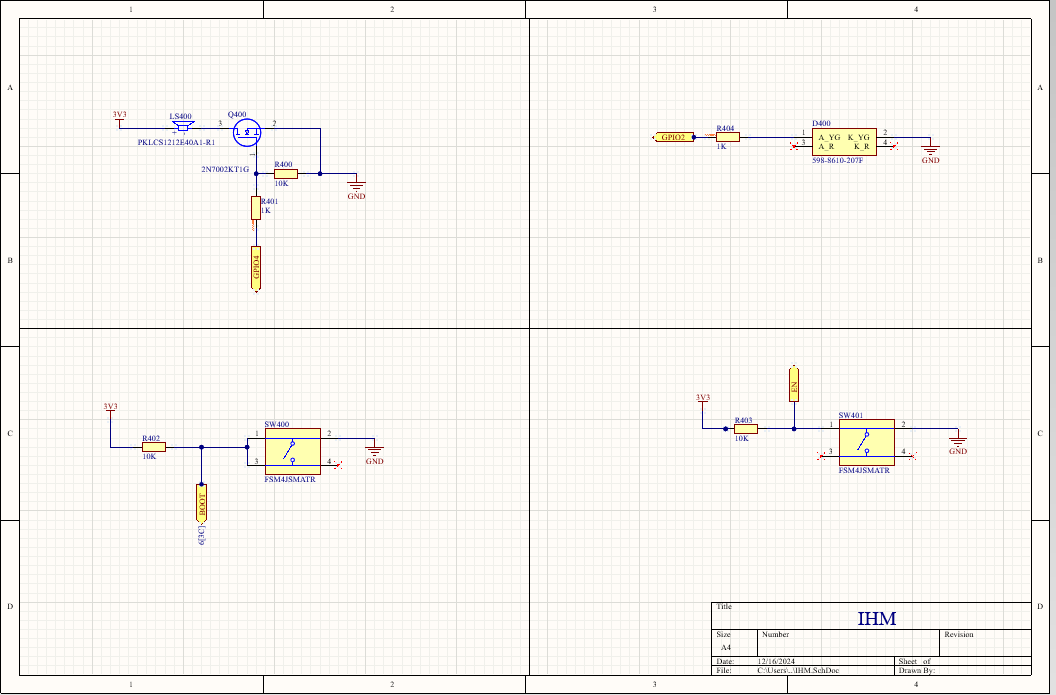 1 2 3 4
A A
3V3 LS400 3 Q400 2
PKLCS1212E40A1-R1
1
2N7002KT1G
R400
10K
GND
R401
1K
GPIO4
GPIO2 R404
1K
D400
1 A_YG K_YG 2
3 A_R K_R 4
598-8610-207F
GND
B B
3V3
R402
10K
SW400
1 2
3 4
FSM4JSMATR
GND
BOOT
6[3C]
EN
3V3
R403
10K
SW401
1 2
3 4
FSM4JSMATR
GND
C C
D D
Title
IHM
Size Number Revision
A4
Date: 12/16/2024 Sheet of
File: C:\Users\..\IHM.SchDoc Drawn By:
1 2 3 4